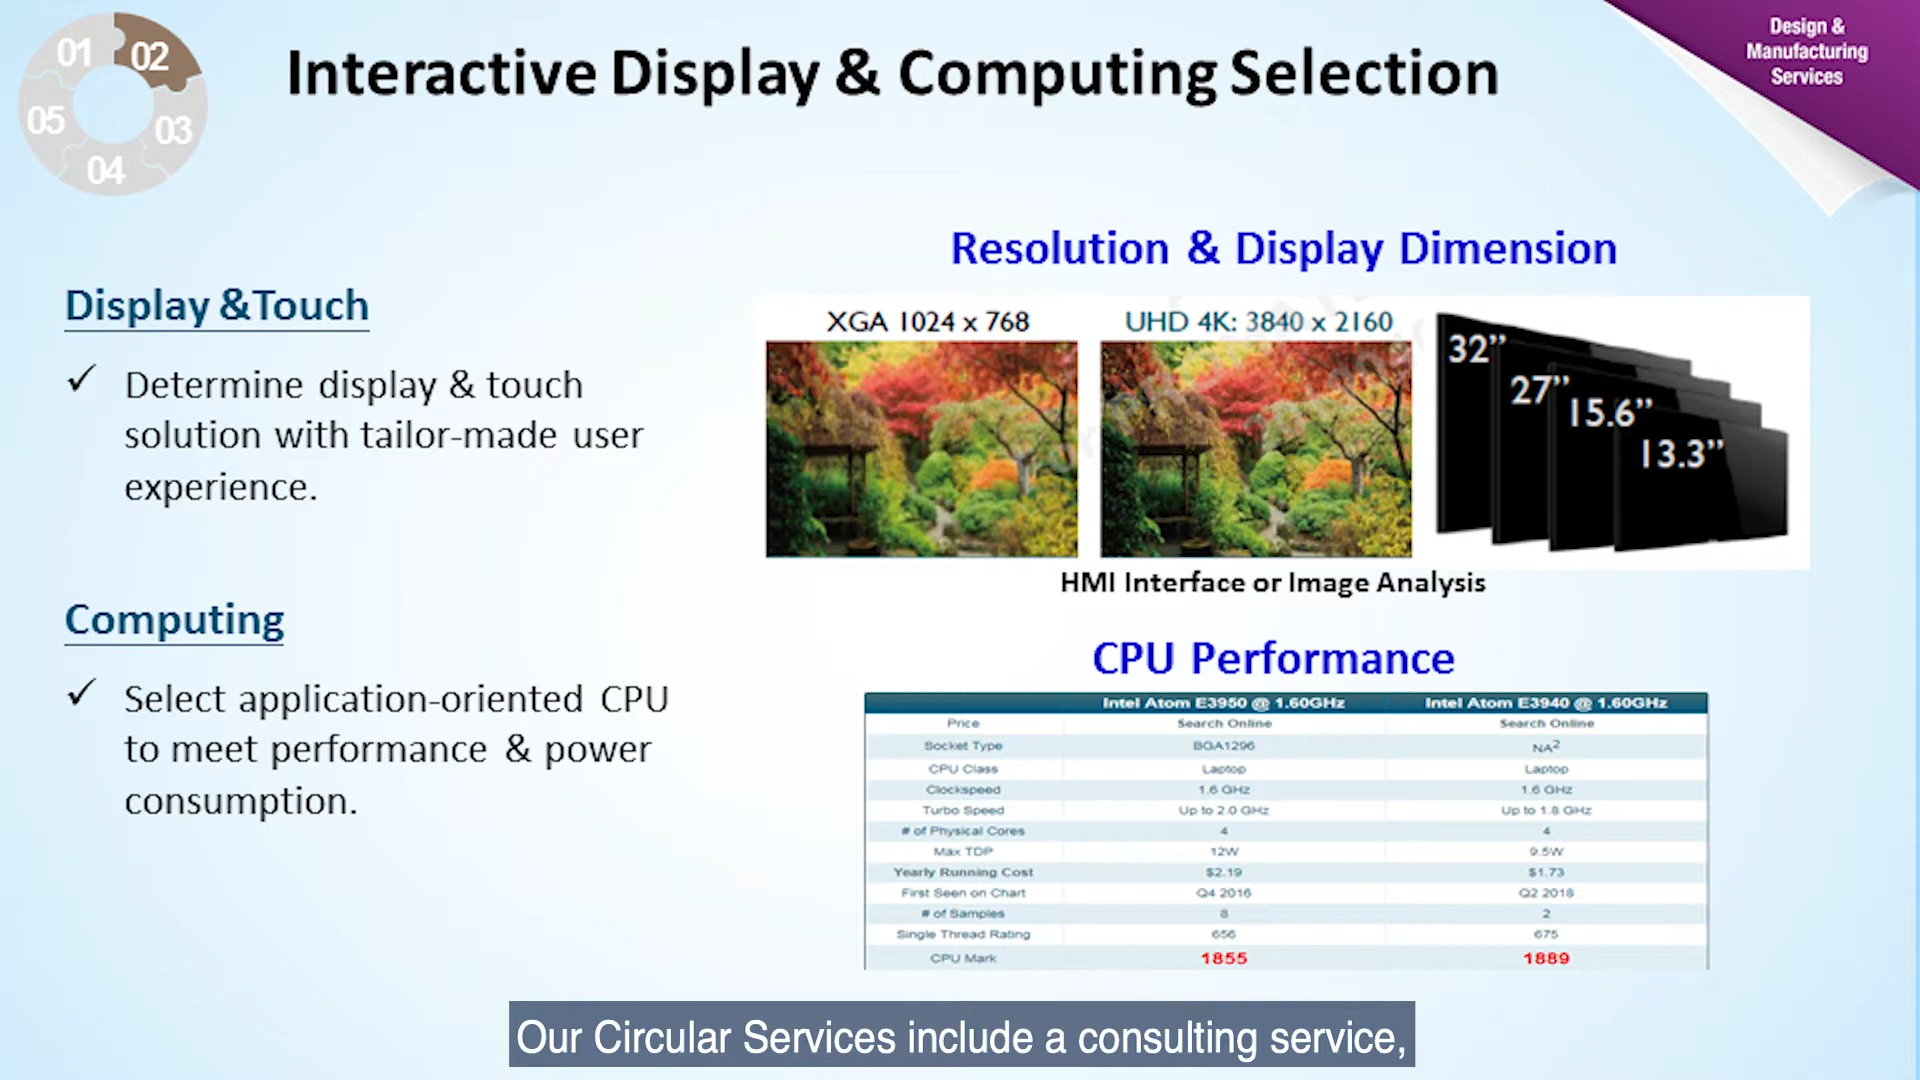 01
02
03
04
05
Interactive Display & Computing Selection
Design &
Manufacturing
Services
Display &Touch
✓ Determine display & touch
solution with tailor-made user
experience.
Computing
✓ Select application-oriented CPU
to meet performance & power
consumption.
Resolution & Display Dimension
XGA 1024 x 768
UHD 4K: 3840 x 2160
32”
27”
15.6”
13.3”
HMI Interface or Image Analysis
CPU Performance
Intel Atom E3950 @ 1.60GHz Intel Atom E3940 @ 1.60GHz
Price Search Online Search Online
Socket Type BGA1296 NA2
CPU Class Laptop Laptop
Clockspeed 1.6 GHz 1.6 GHz
Turbo Speed Up to 2.0 GHz Up to 1.8 GHz
# of Physical Cores 4 4
Max TDP 12W 9.5W
Yearly Running Cost $2.19 $1.73
First Seen on Chart Q4 2016 Q2 2018
# of Samples 8 2
Single Thread Rating 656 675
CPU Mark 1855 1889
Our Circular Services include a consulting service,